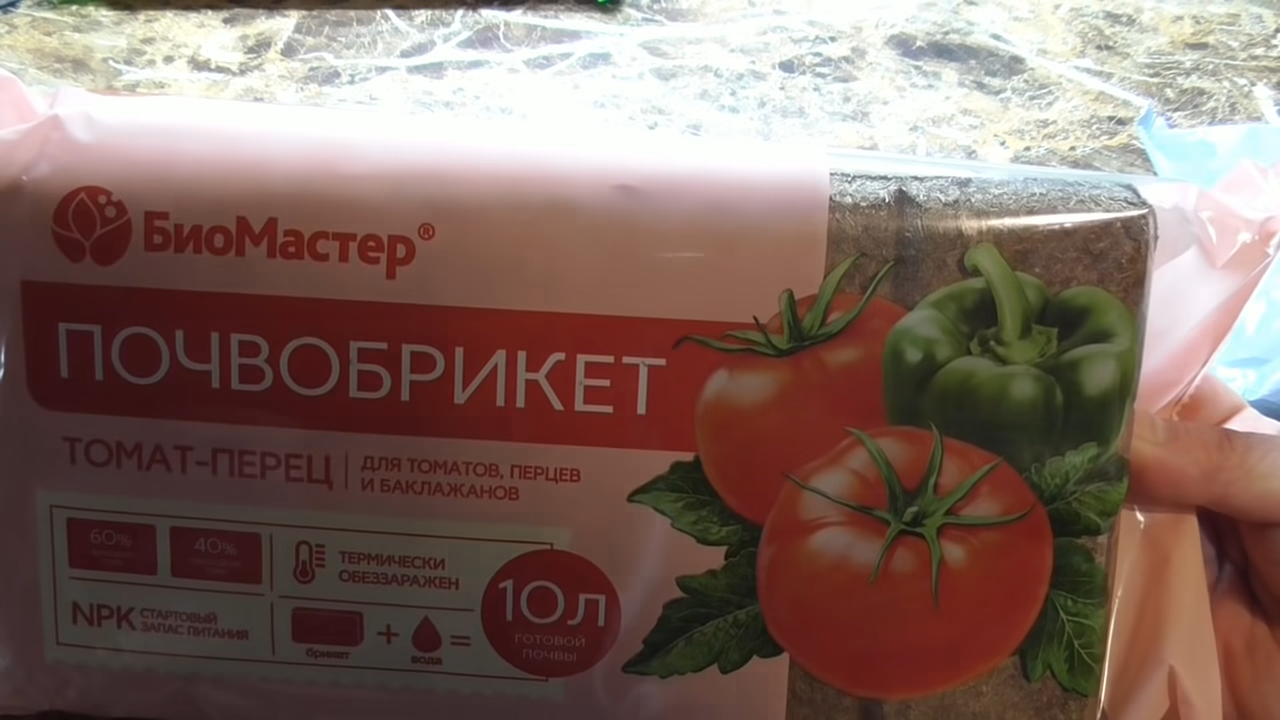 БиоМастер®
ПОЧВОБРИКЕТ
ТОМАТ-ПЕРЕЦ
ДЛЯ ТОМАТОВ, ПЕРЦЕВ
И БАКЛАЖАНОВ
60%
40%
ТЕРМИЧЕСКИ
ОБЕЗЗАРАЖЕН
NPK
СТАРТОВЫЙ
ЗАПАС ПИТАНИЯ
брикет + вода =
10л
ГОТОВОЙ
ПОЧВЫ